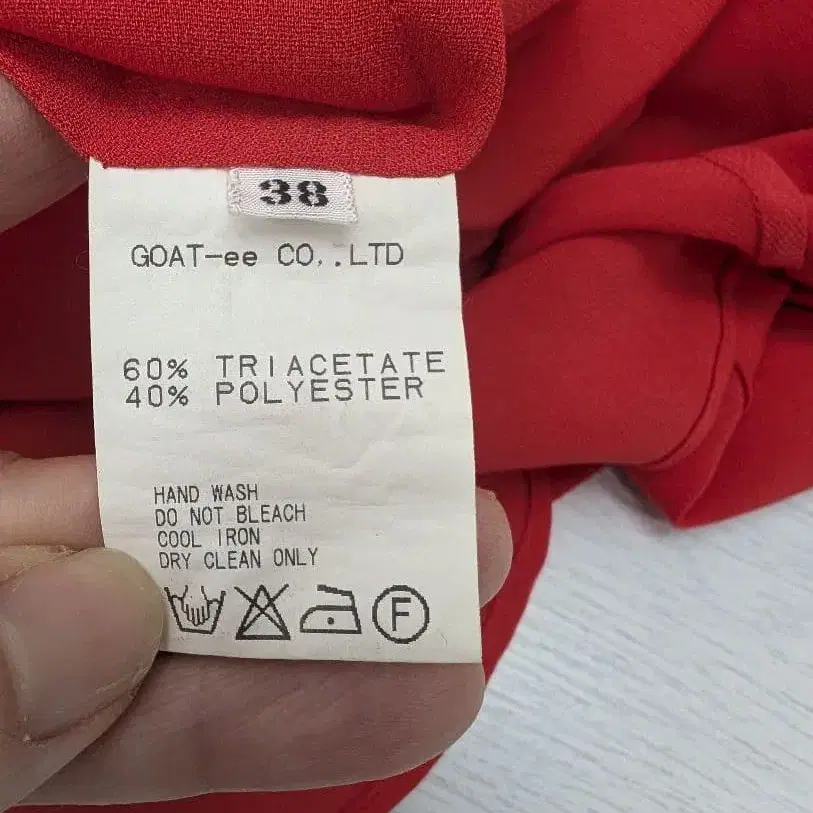 38
GOAT-ee CO,.LTD
60% TRIACETATE
40% POLYESTER
HAND WASH
DO NOT BLEACH
COOL IRON
DRY CLEAN ONLY
F